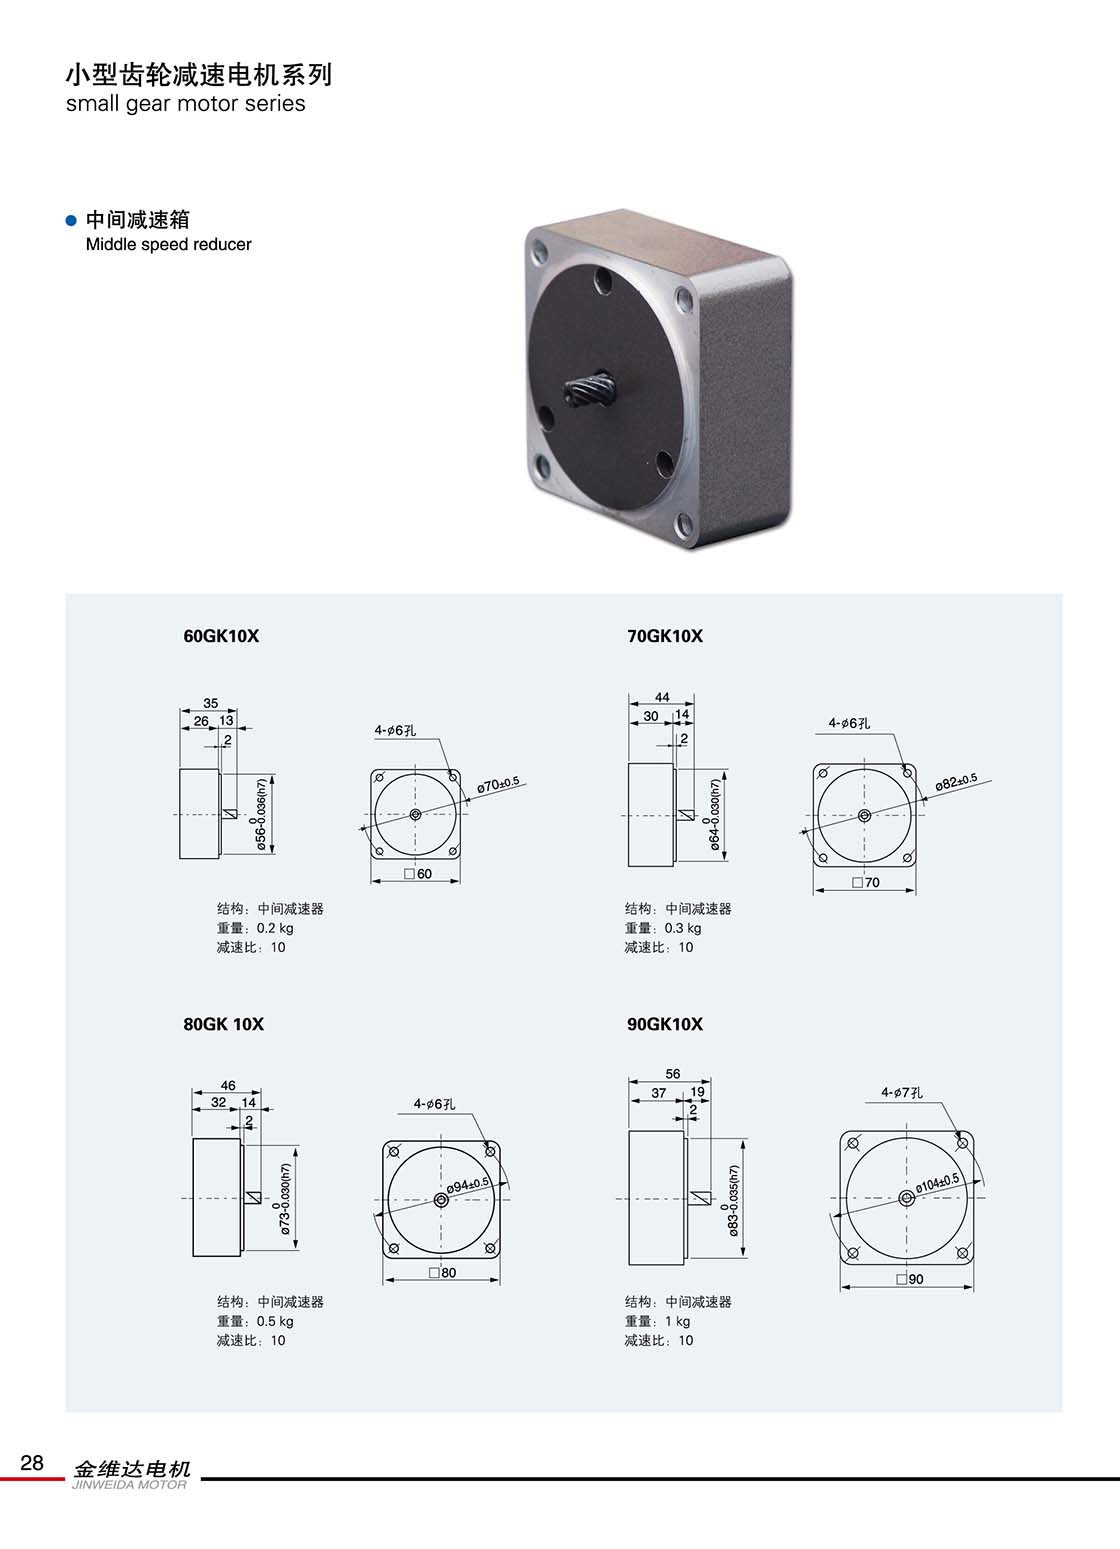 小型齿轮减速电机系列
small gear motor series
中间减速箱
Middle speed reducer
60GK10X
35
26 13
2
ø56-0.036(h7)
0
4-ø6孔
ø70±0.5
□60
结构：中间减速器
重量：0.2 kg
减速比：10
70GK10X
44
30 14
2
ø64-0.030(h7)
0
4-ø6孔
ø82±0.5
□70
结构：中间减速器
重量：0.3 kg
减速比：10
80GK 10X
46
32 14
2
ø73-0.030(h7)
0
4-ø6孔
ø94±0.5
□80
结构：中间减速器
重量：0.5 kg
减速比：10
90GK10X
56
37 19
2
ø83-0.035(h7)
0
4-ø7孔
ø104±0.5
□90
结构：中间减速器
重量：1 kg
减速比：10
28
金维达电机
JINWEIDA MOTOR